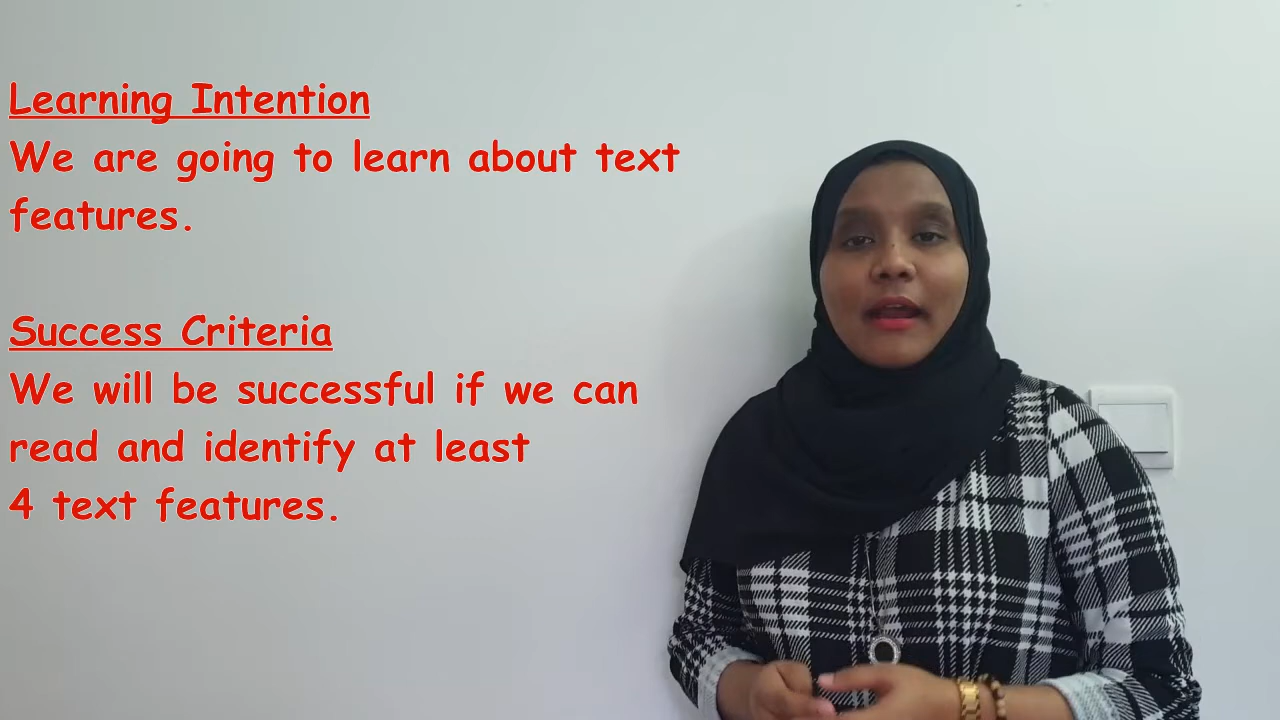 Learning Intention
We are going to learn about text
features.
Success Criteria
We will be successful if we can
read and identify at least
4 text features.